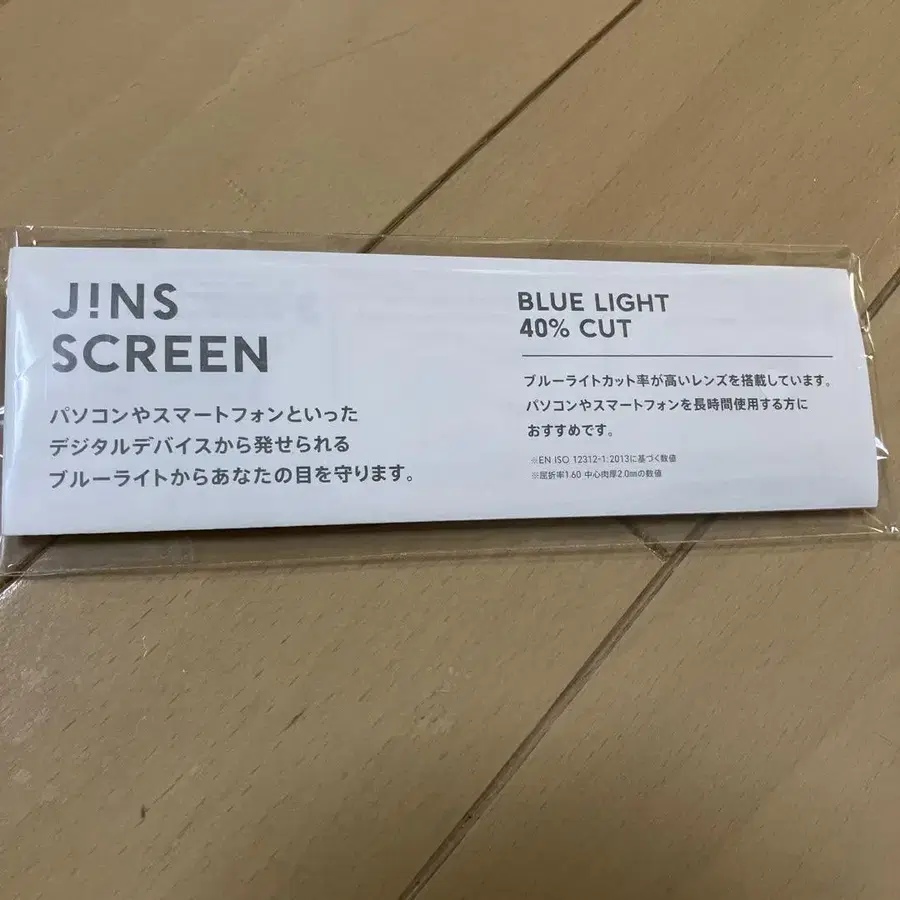 J!NS
SCREEN
パソコンやスマートフォンといった
デジタルデバイスから発せられる
ブルーライトからあなたの目を守ります。
BLUE LIGHT
40% CUT
ブルーライトカット率が高いレンズを搭載しています。
パソコンやスマートフォンを長時間使用する方に
おすすめです。
※EN ISO 12312-1:2013に基づく数値
※屈折率1.60 中心肉厚2.0㎜の数値